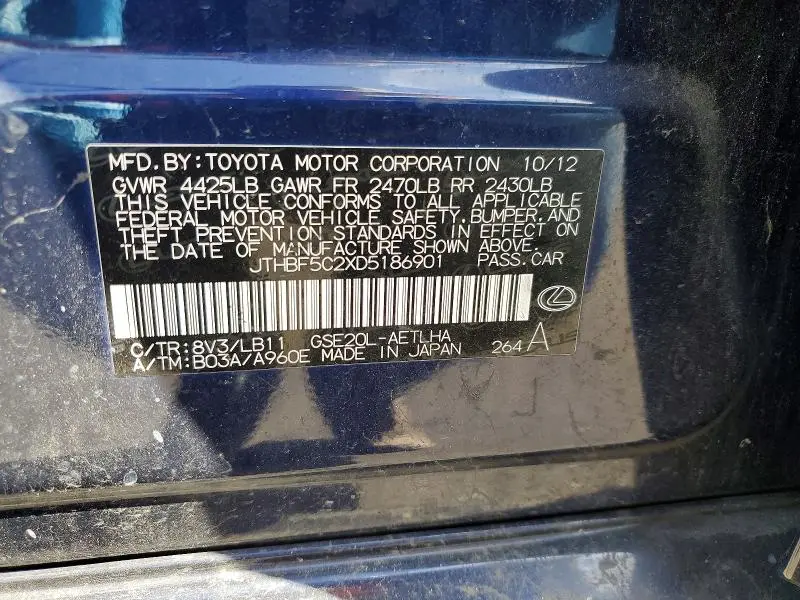 MFD.BY:TOYOTA MOTOR CORPORATION 10/12
GVWR 4425LB GAWR FR 2470LB RR 2430LB
THIS VEHICLE CONFORMS TO ALL APPLICABLE
FEDERAL MOTOR VEHICLE SAFETY,BUMPER,AND
THEFT PREVENTION STANDARDS IN EFFECT ON
THE DATE OF MANUFACTURE SHOWN ABOVE.
JTHBF5C2XD5186901 PASS.CAR
C/TR:8V3/LB11 GSE20L-AETLHA
A/TM:B03A/A960E MADE IN JAPAN 264 A